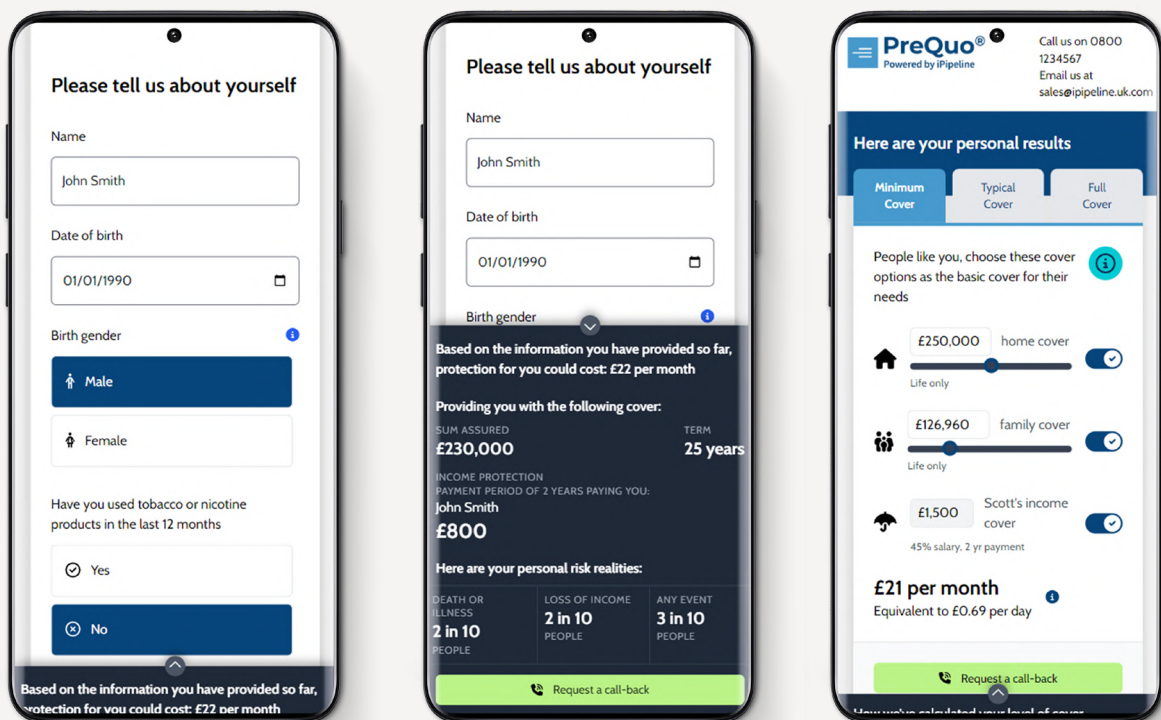 Please tell us about yourself
Name
John Smith
Date of birth
01/01/1990
Birth gender
Male
Female
Have you used tobacco or nicotine
products in the last 12 months
Yes
No
Based on the information you have provided so far,
protection for you could cost: £22 per month
Please tell us about yourself
Name
John Smith
Date of birth
01/01/1990
Birth gender
Based on the information you have provided so far,
protection for you could cost: £22 per month
Providing you with the following cover:
SUM ASSURED
£230,000
TERM
25 years
INCOME PROTECTION
PAYMENT PERIOD OF 2 YEARS PAYING YOU:
John Smith
£800
Here are your personal risk realities:
DEATH OR
ILLNESS
2 in 10
PEOPLE
LOSS OF INCOME
2 in 10
PEOPLE
ANY EVENT
3 in 10
PEOPLE
Request a call-back
PreQuo®
Powered by iPipeline
Call us on 0800
1234567
Email us at
sales@ipipeline.uk.com
Here are your personal results
Minimum
Cover
Typical
Cover
Full
Cover
People like you, choose these cover
options as the basic cover for their
needs
£250,000 home cover
Life only
£126,960 family cover
Life only
£1,500 Scott's income
cover
45% salary, 2 yr payment
£21 per month
Equivalent to £0.69 per day
Request a call-back
How we've calculated your level of cover